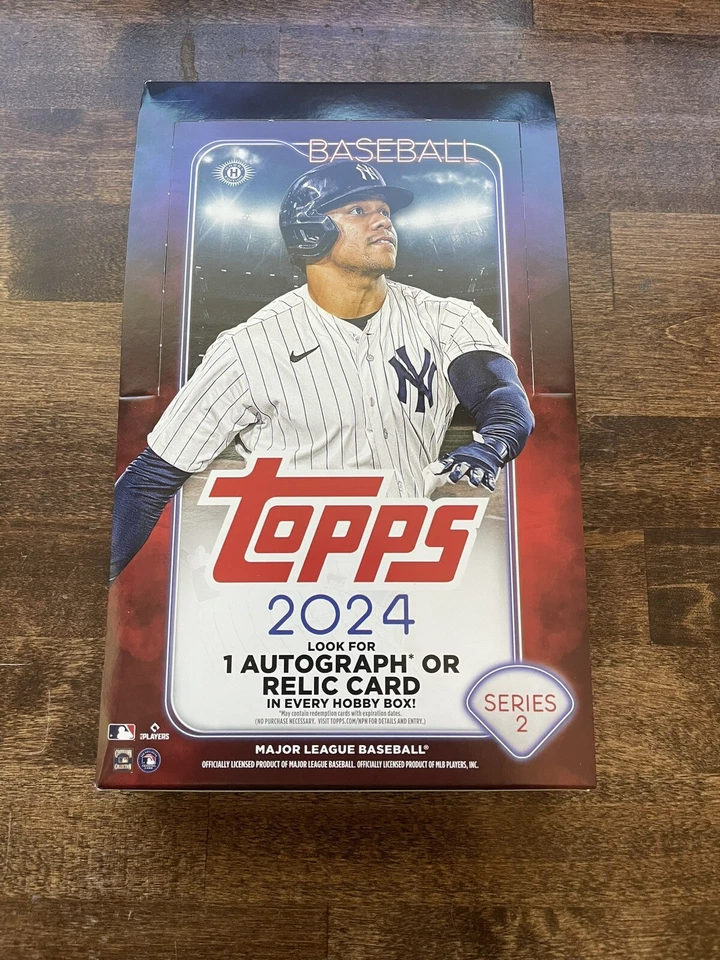 BASEBALL
H
NY
NY
TOPPS
2024
LOOK FOR
1 AUTOGRAPH* OR
RELIC CARD
IN EVERY HOBBY BOX!
*May contain redemption cards with expiration dates.
(NO PURCHASE NECESSARY. VISIT TOPPS.COM/NPN FOR DETAILS AND ENTRY.)
SERIES
2
PLAYERS
MAJOR LEAGUE BASEBALL®
OFFICIALLY LICENSED PRODUCT OF MAJOR LEAGUE BASEBALL. OFFICIALLY LICENSED PRODUCT OF MLB PLAYERS, INC.